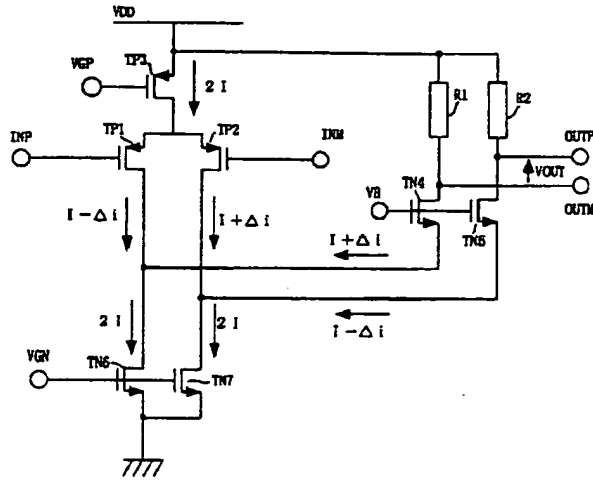 VDD
VGP
TP3
2 I
R1
R2
INP
TP1
TP2
INM
OUTP
VOUT
OUTM
TN4
VB
TN5
I − Δ i
I + Δ i
I + Δ i
I − Δ i
2 I
2 I
VGN
TN6
TN7